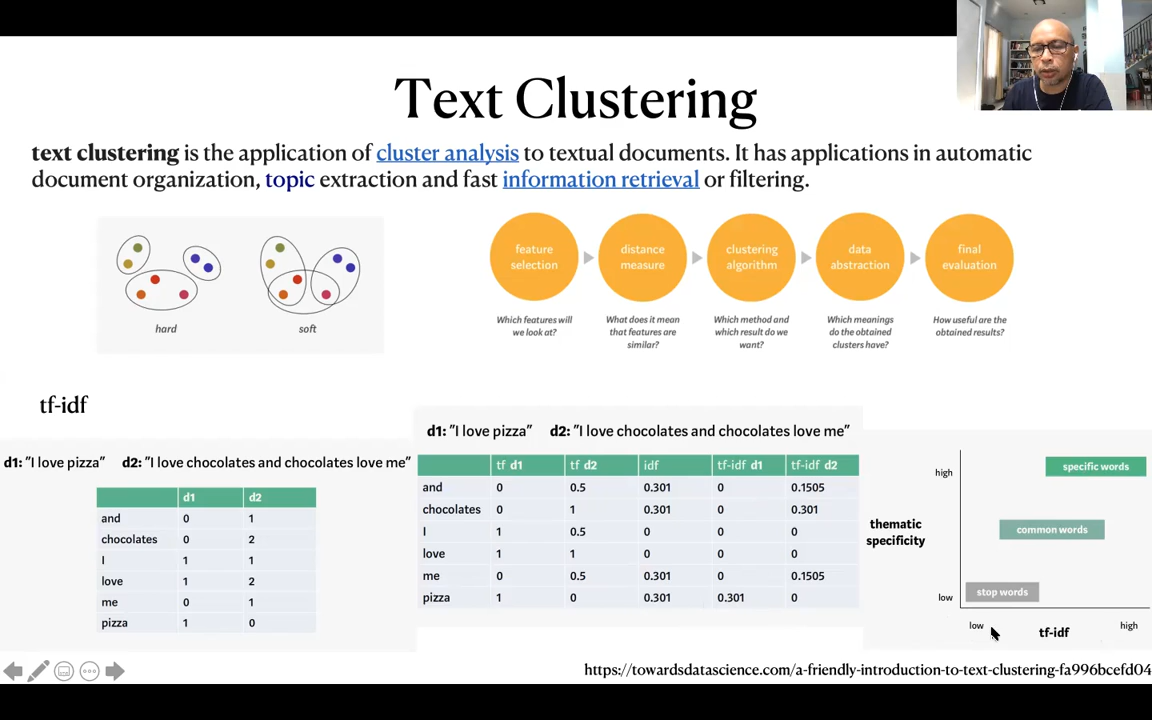 Text Clustering
text clustering is the application of cluster analysis to textual documents. It has applications in automatic
document organization, topic extraction and fast information retrieval or filtering.
hard
soft
feature
selection
distance
measure
clustering
algorithm
data
abstraction
final
evaluation
Which features will
we look at?
What does it mean
that features are
similar?
Which method and
which result do we
want?
Which meanings
do the obtained
clusters have?
How useful are the
obtained results?
tf-idf
d1: "I love pizza" d2: "I love chocolates and chocolates love me"
d1 d2
and 0 1
chocolates 0 2
I 1 1
love 1 2
me 0 1
pizza 1 0
d1: "I love pizza" d2: "I love chocolates and chocolates love me"
tf d1 tf d2 idf tf-idf d1 tf-idf d2
and 0 0.5 0.301 0 0.1505
chocolates 0 1 0.301 0 0.301
I 1 0.5 0 0 0
love 1 1 0 0 0
me 0 0.5 0.301 0 0.1505
pizza 1 0 0.301 0.301 0
high
specific words
thematic
specificity
common words
low
stop words
low
high
tf-idf
https://towardsdatascience.com/a-friendly-introduction-to-text-clustering-fa996bcefd04